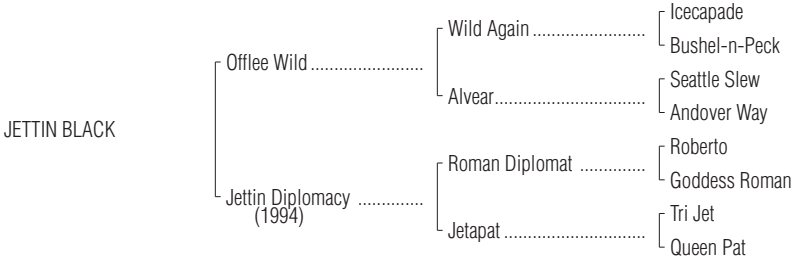 Icecapade
Wild Again ........................
Bushel-n-Peck
Offlee Wild ........................
Seattle Slew
Alvear................................
Andover Way
JETTIN BLACK
Roberto
Roman Diplomat ..............
Goddess Roman
Jettin Diplomacy ..............
(1994)
Tri Jet
Jetapat ..............................
Queen Pat